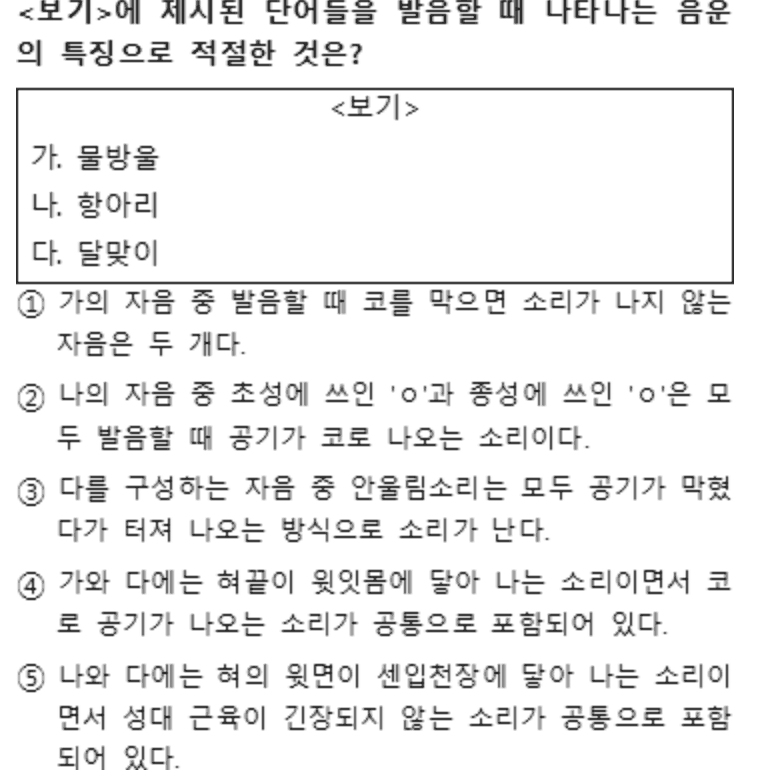 <보기>에 제시된 단어들을 발음할 때 나타나는 음운
의 특징으로 적절한 것은?
<보기>
가. 물방울
나. 항아리
다. 달맞이
① 가의 자음 중 발음할 때 코를 막으면 소리가 나지 않는
자음은 두 개다.
② 나의 자음 중 초성에 쓰인 'ㅇ'과 종성에 쓰인 'ㅇ'은 모
두 발음할 때 공기가 코로 나오는 소리이다.
③ 다를 구성하는 자음 중 안울림소리는 모두 공기가 막혔
다가 터져 나오는 방식으로 소리가 난다.
④ 가와 다에는 혀끝이 윗잇몸에 닿아 나는 소리이면서 코
로 공기가 나오는 소리가 공통으로 포함되어 있다.
⑤ 나와 다에는 혀의 윗면이 센입천장에 닿아 나는 소리이
면서 성대 근육이 긴장되지 않는 소리가 공통으로 포함
되어 있다.